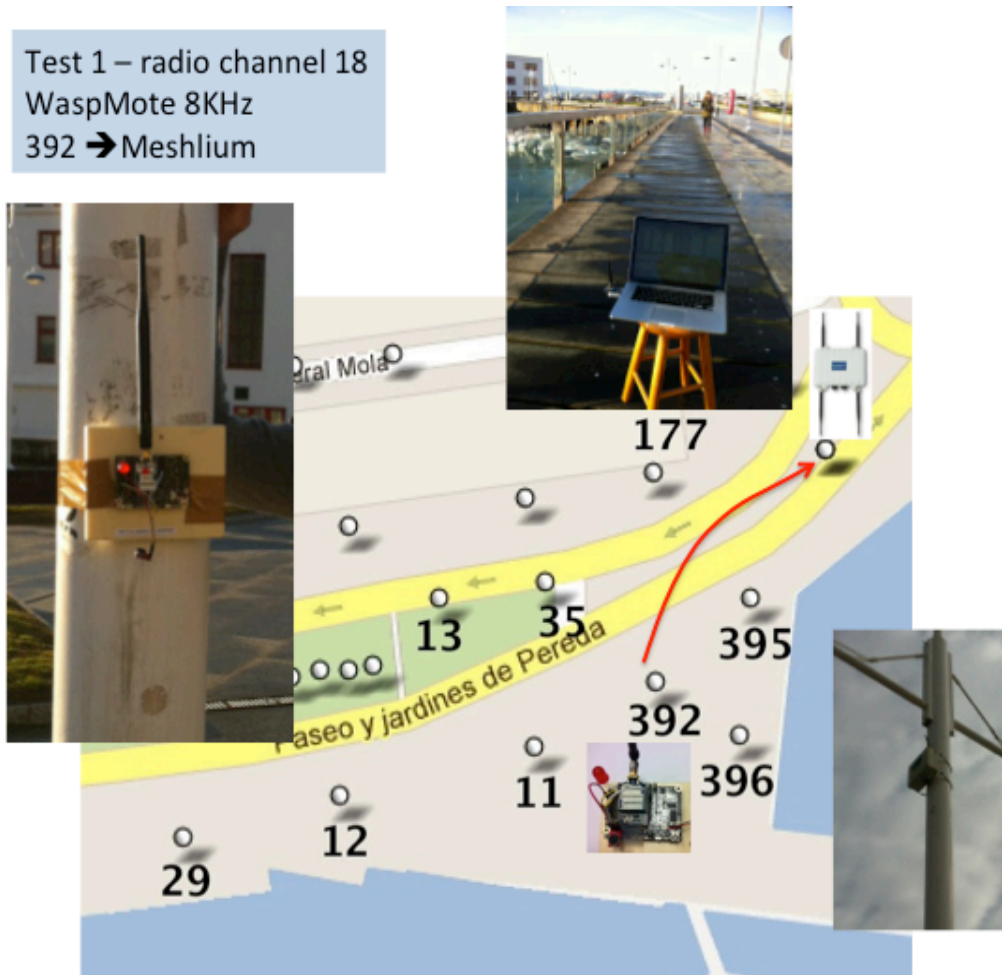 Test 1 – radio channel 18
WaspMote 8KHz
392 ➔ Meshlium
eral Mola
177
13
35
395
Paseo y jardines de Pereda
392
11
396
12
29